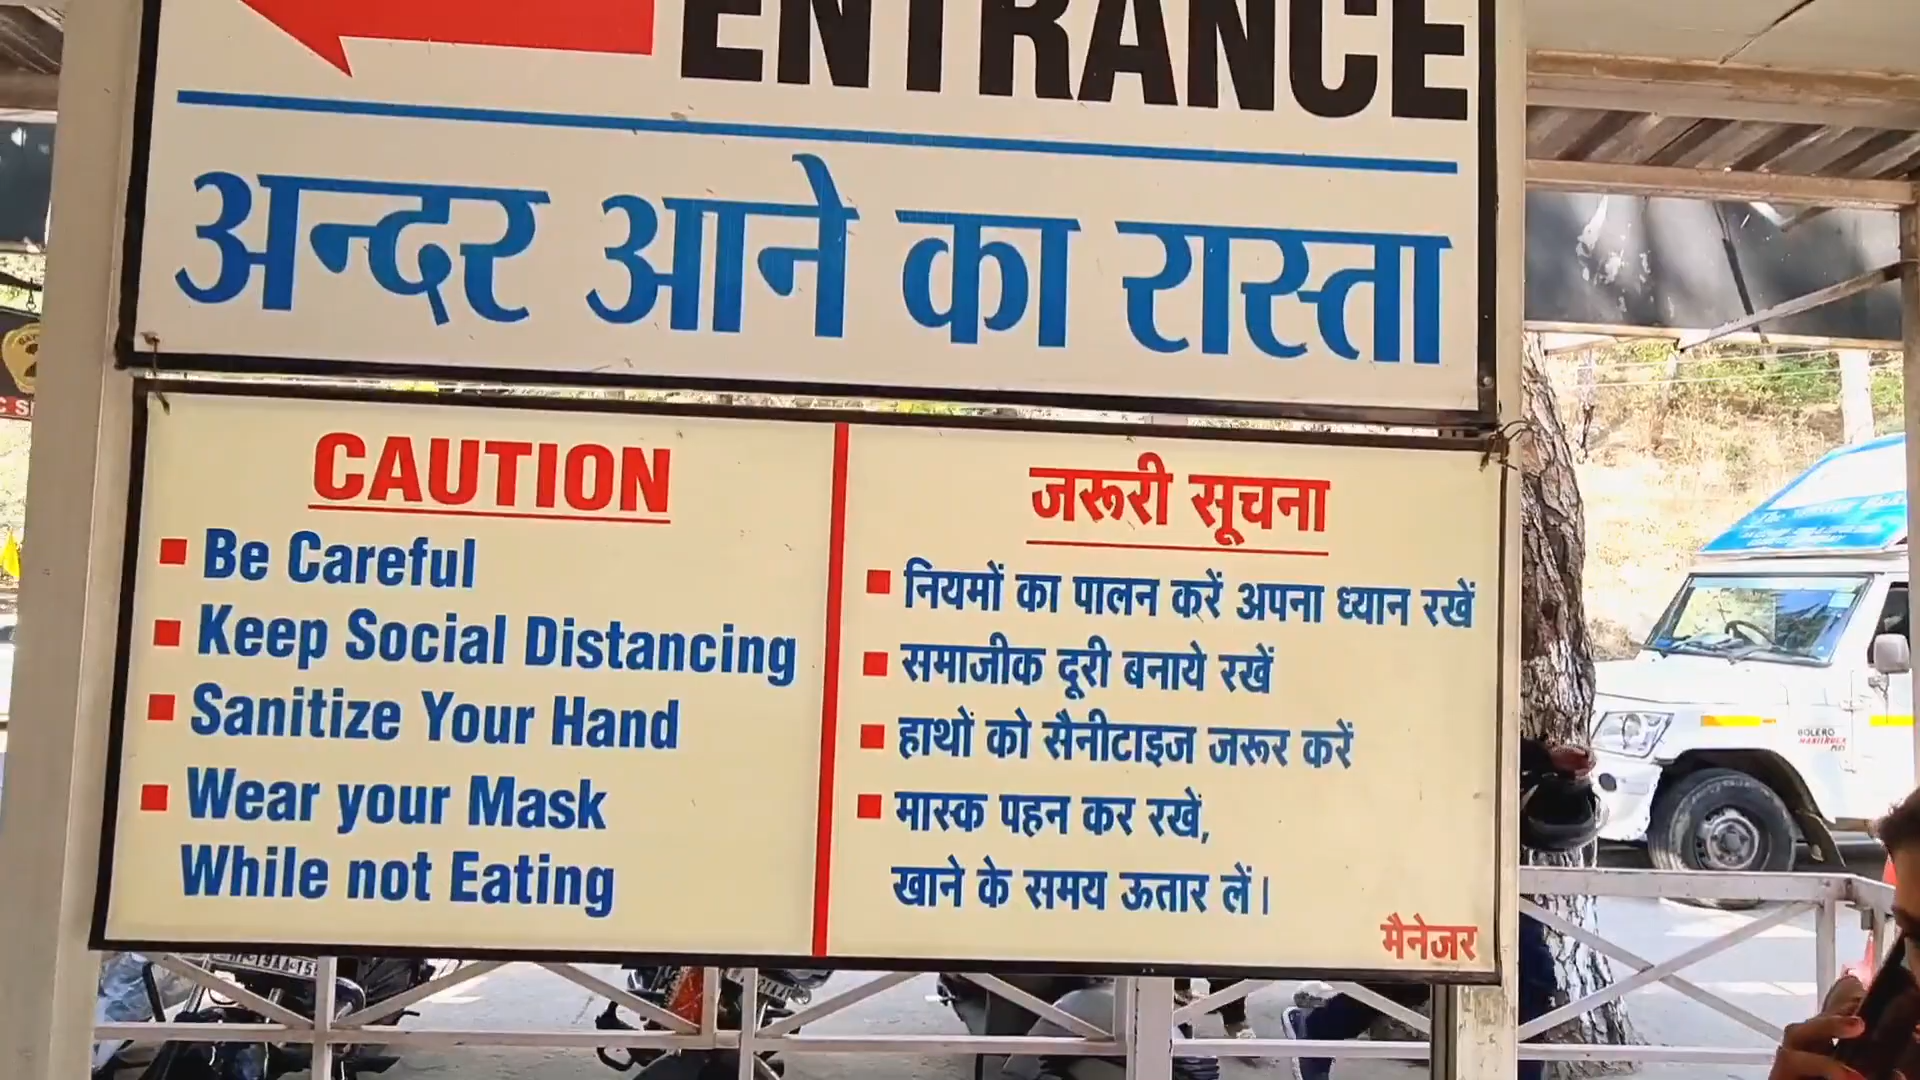 ENTRANCE
अन्दर आने का रास्ता
CAUTION
Be Careful
Keep Social Distancing
Sanitize Your Hand
Wear your Mask
While not Eating
जरूरी सूचना
नियमों का पालन करें अपना ध्यान रखें
समाजीक दूरी बनाये रखें
हाथों को सैनीटाइज जरूर करें
मास्क पहन कर रखें,
खाने के समय ऊतार लें।
मैनेजर
BOLERO